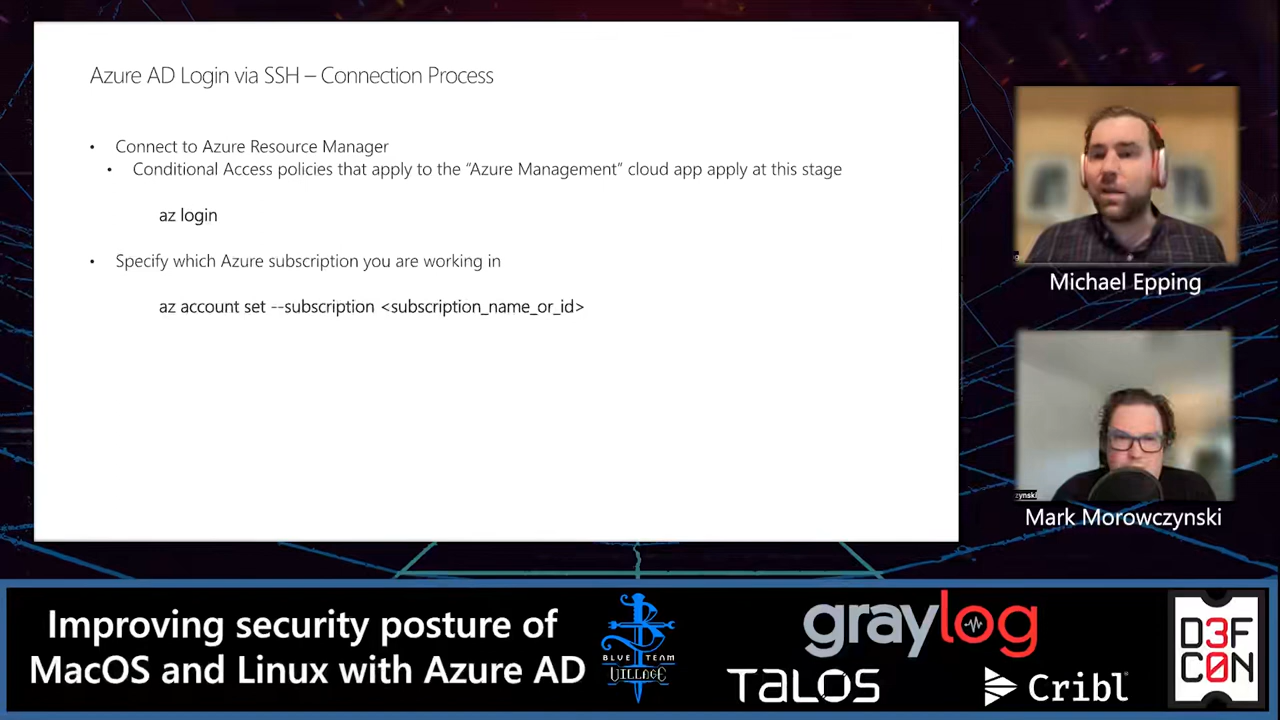 Azure AD Login via SSH – Connection Process
• Connect to Azure Resource Manager
• Conditional Access policies that apply to the “Azure Management” cloud app apply at this stage
az login
• Specify which Azure subscription you are working in
az account set --subscription <subscription_name_or_id>
Michael Epping
zynski
Mark Morowczynski
Improving security posture of
MacOS and Linux with Azure AD
BLUE TEAM
VILLAGE
graylog
TALOS
Cribl
D3F
C0N